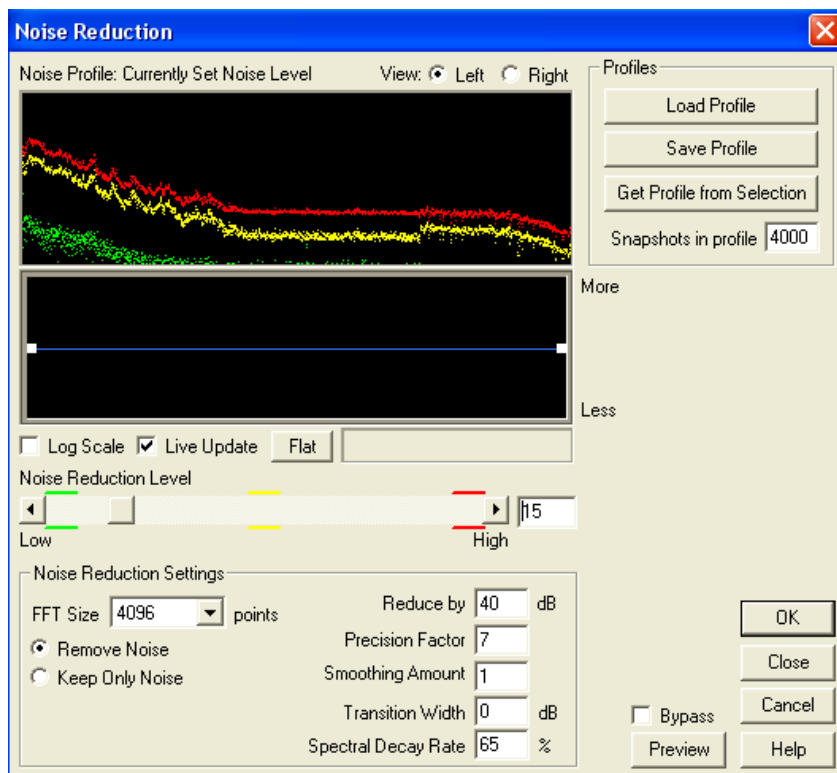 Noise Reduction
Noise Profile: Currently Set Noise Level View: Left Right
Profiles
Load Profile
Save Profile
Get Profile from Selection
Snapshots in profile 4000
More
Less
Log Scale Live Update Flat
Noise Reduction Level
15
Low High
Noise Reduction Settings
FFT Size 4096 points
Remove Noise
Keep Only Noise
Reduce by 40 dB
Precision Factor 7
Smoothing Amount 1
Transition Width 0 dB
Spectral Decay Rate 65 %
Bypass
Preview
OK
Close
Cancel
Help